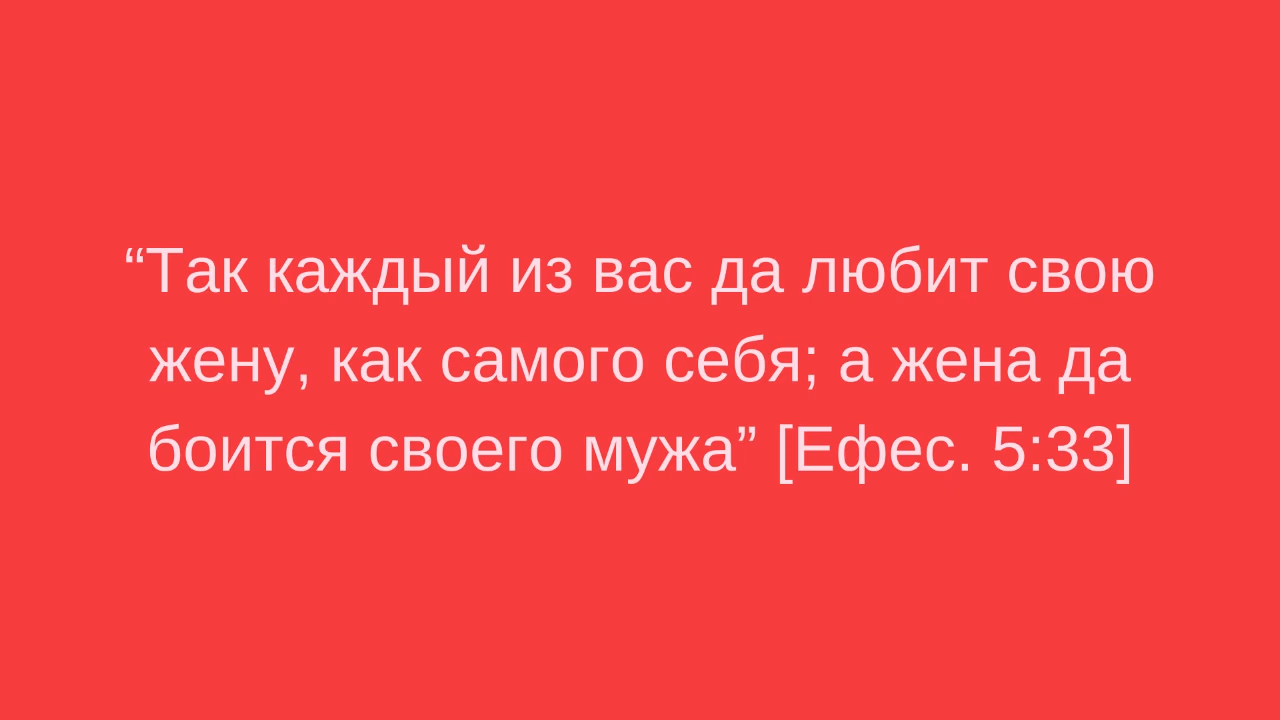 “Так каждый из вас да любит свою
жену, как самого себя; а жена да
боится своего мужа” [Ефес. 5:33]